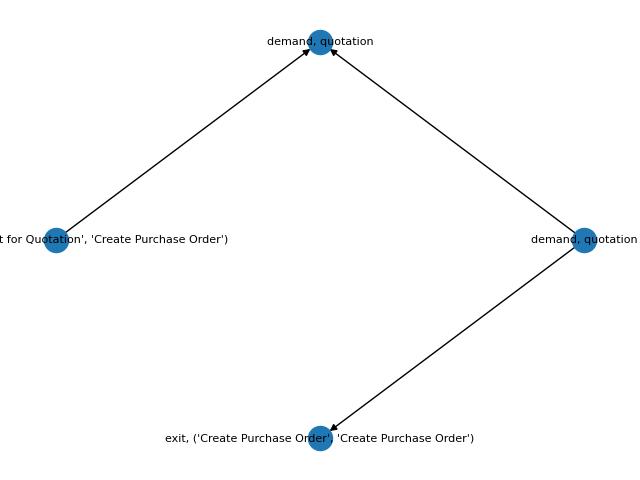 demand, quotation
t for Quotation', 'Create Purchase Order')
demand, quotation
exit, ('Create Purchase Order', 'Create Purchase Order')